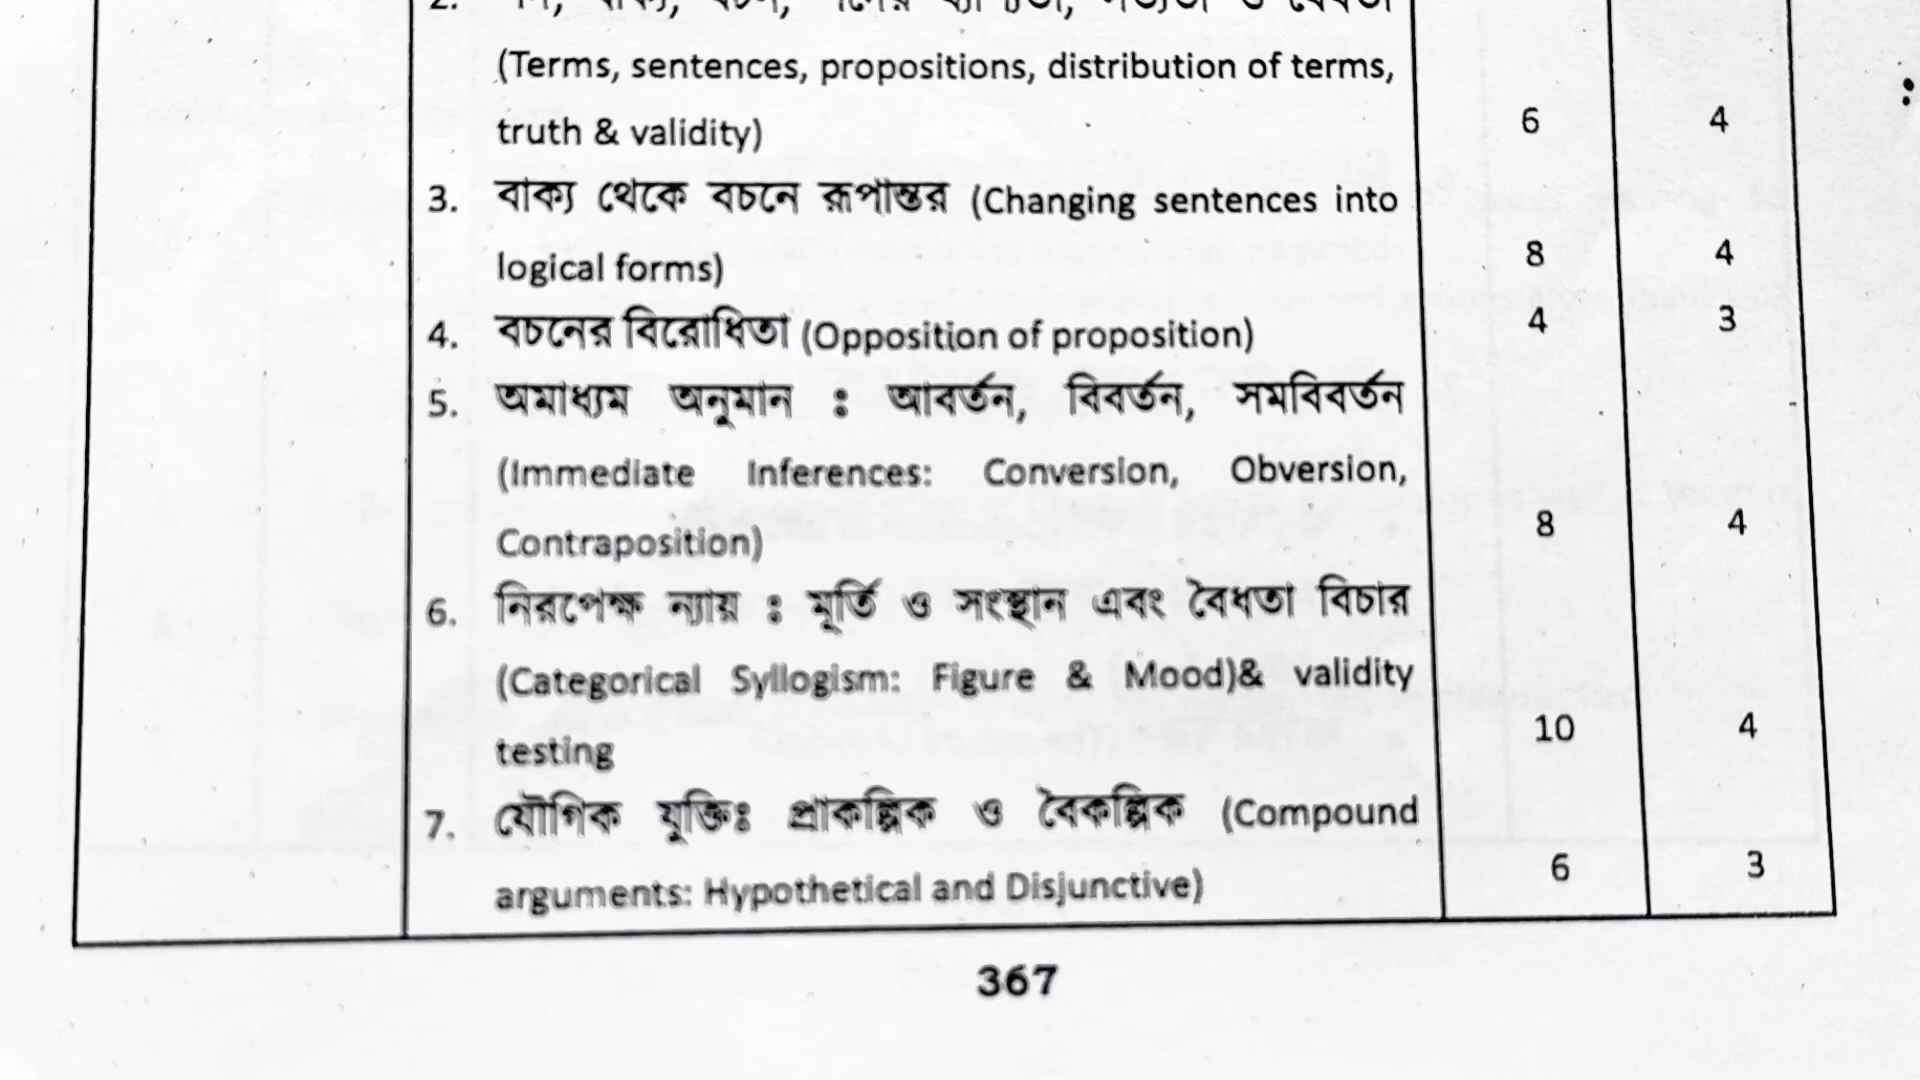 2.
(Terms, sentences, propositions, distribution of terms,
truth & validity) 6 4
3. বাক্য থেকে বচনে রূপান্তর (Changing sentences into
logical forms) 8 4
4. বচনের বিরোধিতা (Opposition of proposition) 4 3
5. অমাধ্যম অনুমান : আবর্তন, বিবর্তন, সমবিবর্তন
(Immediate Inferences: Conversion, Obversion,
Contraposition) 8 4
6. নিরপেক্ষ ন্যায় : মূর্তি ও সংস্থান এবং বৈধতা বিচার
(Categorical Syllogism: Figure & Mood)& validity
testing 10 4
7. যৌগিক যুক্তিঃ প্রাকল্পিক ও বৈকল্পিক (Compound
arguments: Hypothetical and Disjunctive) 6 3
367